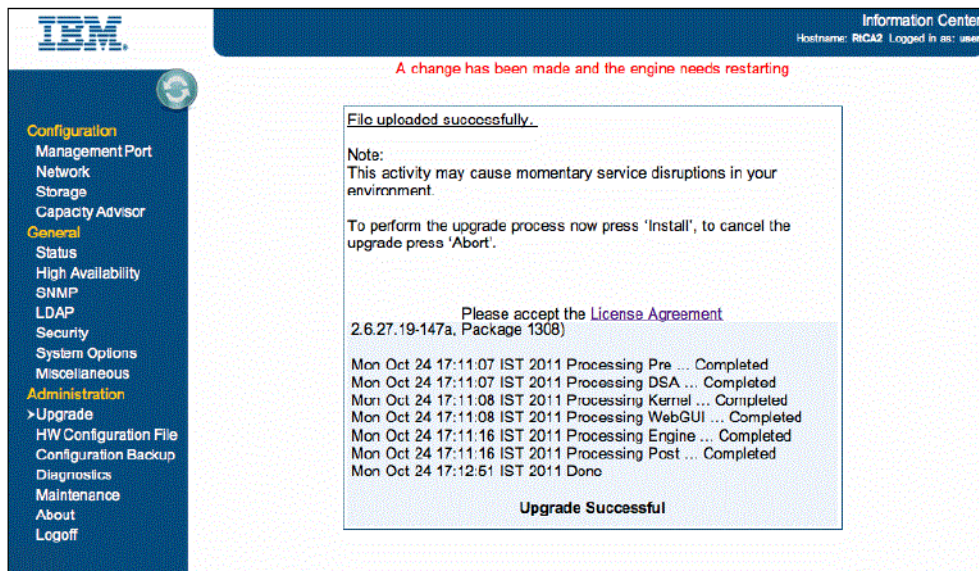 IBM.
Information Center
Hostname: RtCA2 Logged in as: user
A change has been made and the engine needs restarting
Configuration
Management Port
Network
Storage
Capacity Advisor
General
Status
High Availability
SNMP
LDAP
Security
System Options
Miscellaneous
Administration
>Upgrade
HW Configuration File
Configuration Backup
Diagnostics
Maintenance
About
Logoff
File uploaded successfully.
Note:
This activity may cause momentary service disruptions in your
environment.
To perform the upgrade process now press 'Install', to cancel the
upgrade press 'Abort'.
Please accept the License Agreement
2.6.27.19-147a, Package 1308)
Mon Oct 24 17:11:07 IST 2011 Processing Pre ... Completed
Mon Oct 24 17:11:07 IST 2011 Processing DSA ... Completed
Mon Oct 24 17:11:08 IST 2011 Processing Kernel ... Completed
Mon Oct 24 17:11:08 IST 2011 Processing WebGUI ... Completed
Mon Oct 24 17:11:16 IST 2011 Processing Engine ... Completed
Mon Oct 24 17:11:16 IST 2011 Processing Post ... Completed
Mon Oct 24 17:12:51 IST 2011 Done
Upgrade Successful